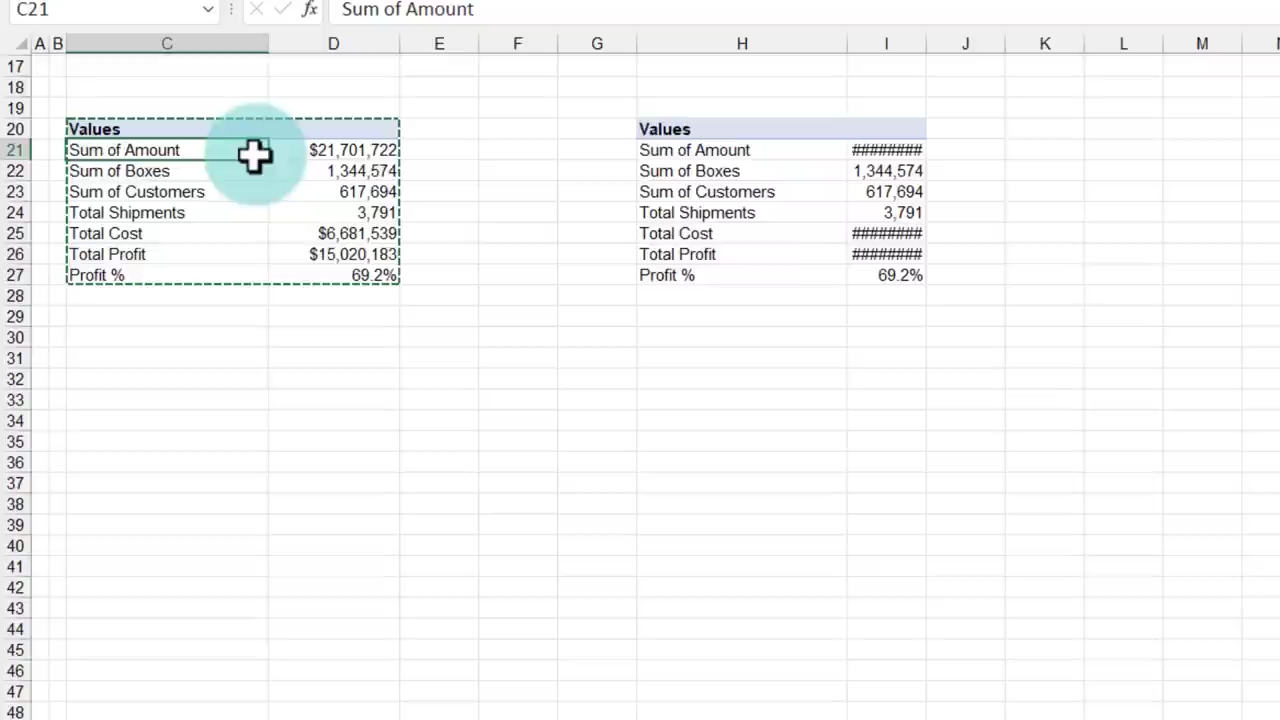 C21 fx Sum of Amount
A B C D E F G H I J K L M N
17
18
19
20 Values Values
21 Sum of Amount $21,701,722 Sum of Amount ########
22 Sum of Boxes 1,344,574 Sum of Boxes 1,344,574
23 Sum of Customers 617,694 Sum of Customers 617,694
24 Total Shipments 3,791 Total Shipments 3,791
25 Total Cost $6,681,539 Total Cost ########
26 Total Profit $15,020,183 Total Profit ########
27 Profit % 69.2% Profit % 69.2%
28
29
30
31
32
33
34
35
36
37
38
39
40
41
42
43
44
45
46
47
48